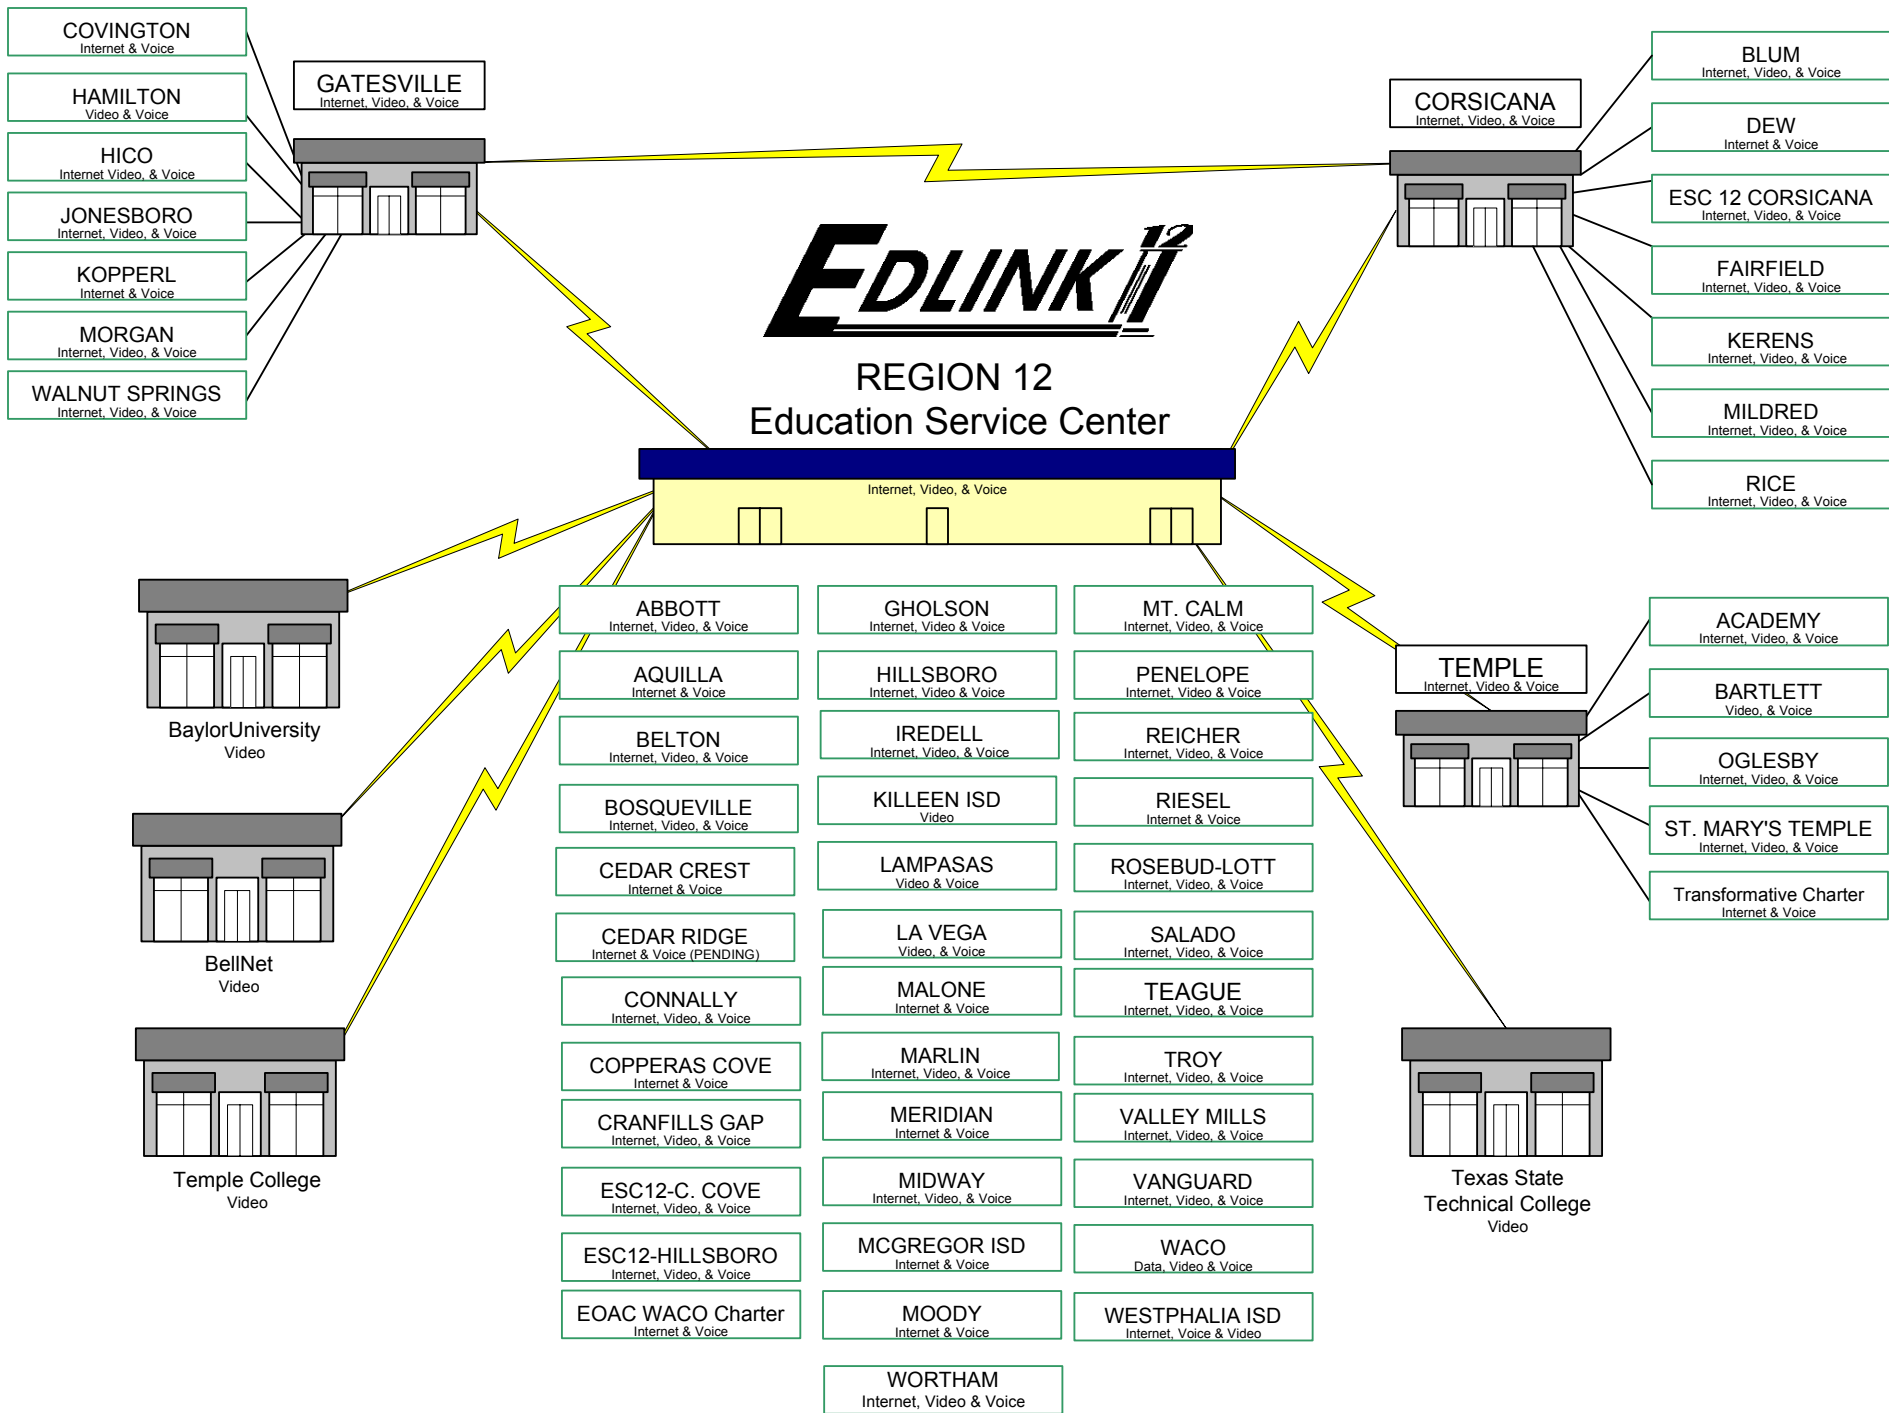 COVINGTON
Internet & Voice
HAMILTON
Video & Voice
HICO
Internet Video, & Voice
JONESBORO
Internet, Video, & Voice
KOPPERL
Internet & Voice
MORGAN
Internet, Video, & Voice
WALNUT SPRINGS
Internet, Video, & Voice
GATESVILLE
Internet, Video, & Voice
CORSICANA
Internet, Video, & Voice
BLUM
Internet, Video, & Voice
DEW
Internet & Voice
ESC 12 CORSICANA
Internet, Video, & Voice
FAIRFIELD
Internet, Video, & Voice
KERENS
Internet, Video, & Voice
MILDRED
Internet, Video, & Voice
RICE
Internet, Video, & Voice
EDLINK 12
REGION 12
Education Service Center
Internet, Video, & Voice
BaylorUniversity
Video
BellNet
Video
Temple College
Video
ABBOTT
Internet, Video, & Voice
AQUILLA
Internet & Voice
BELTON
Internet, Video, & Voice
BOSQUEVILLE
Internet, Video, & Voice
CEDAR CREST
Internet & Voice
CEDAR RIDGE
Internet & Voice (PENDING)
CONNALLY
Internet, Video, & Voice
COPPERAS COVE
Internet & Voice
CRANFILLS GAP
Internet, Video, & Voice
ESC12-C. COVE
Internet, Video, & Voice
ESC12-HILLSBORO
Internet, Video, & Voice
EOAC WACO Charter
Internet & Voice
GHOLSON
Internet, Video & Voice
HILLSBORO
Internet, Video & Voice
IREDELL
Internet, Video, & Voice
KILLEEN ISD
Video
LAMPASAS
Video & Voice
LA VEGA
Video, & Voice
MALONE
Internet & Voice
MARLIN
Internet, Video, & Voice
MERIDIAN
Internet & Voice
MIDWAY
Internet, Video, & Voice
MCGREGOR ISD
Internet & Voice
MOODY
Internet & Voice
WORTHAM
Internet, Video & Voice
MT. CALM
Internet, Video, & Voice
PENELOPE
Internet, Video & Voice
REICHER
Internet, Video, & Voice
RIESEL
Internet & Voice
ROSEBUD-LOTT
Internet, Video, & Voice
SALADO
Internet, Video, & Voice
TEAGUE
Internet, Video, & Voice
TROY
Internet, Video, & Voice
VALLEY MILLS
Internet, Video, & Voice
VANGUARD
Internet, Video, & Voice
WACO
Data, Video & Voice
WESTPHALIA ISD
Internet, Voice & Video
TEMPLE
Internet, Video & Voice
ACADEMY
Internet, Video, & Voice
BARTLETT
Video, & Voice
OGLESBY
Internet, Video, & Voice
ST. MARY'S TEMPLE
Internet, Video, & Voice
Transformative Charter
Internet & Voice
Texas State
Technical College
Video